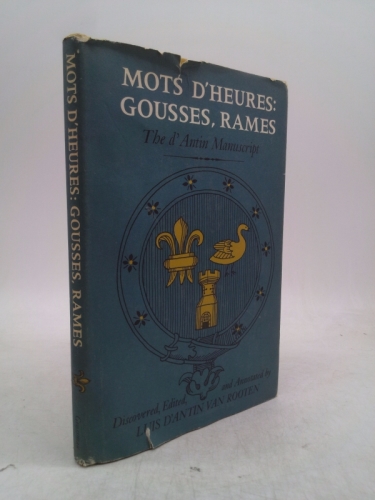 MOTS D'HEURES:
GOUSSES, RAMES
The d'Antin Manuscript
Discovered, Edited, and Annotated by
LUIS D'ANTIN VAN ROOTEN
MOTS D'HEURES: GOUSSES, RAMES